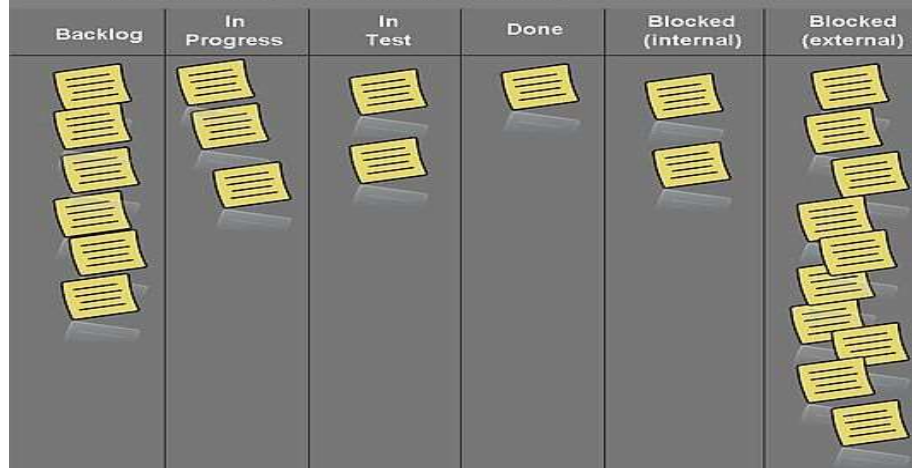 Backlog
In
Progress
In
Test
Done
Blocked
(internal)
Blocked
(external)